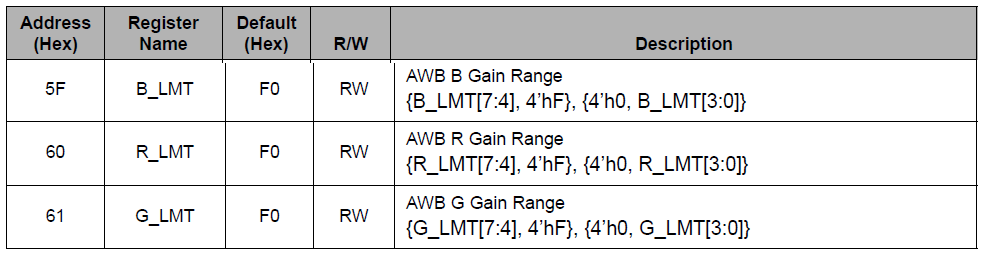 Address (Hex) Register Name Default (Hex) R/W Description
5F B_LMT F0 RW AWB B Gain Range
{B_LMT[7:4], 4’hF}, {4’h0, B_LMT[3:0]}
60 R_LMT F0 RW AWB R Gain Range
{R_LMT[7:4], 4’hF}, {4’h0, R_LMT[3:0]}
61 G_LMT F0 RW AWB G Gain Range
{G_LMT[7:4], 4’hF}, {4’h0, G_LMT[3:0]}